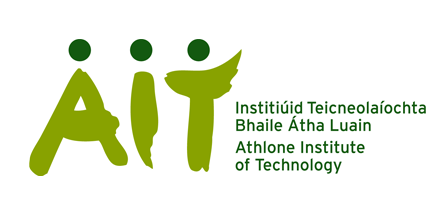 AIT
Institiúid Teicneolaíochta
Bhaile Átha Luain
Athlone Institute
of Technology